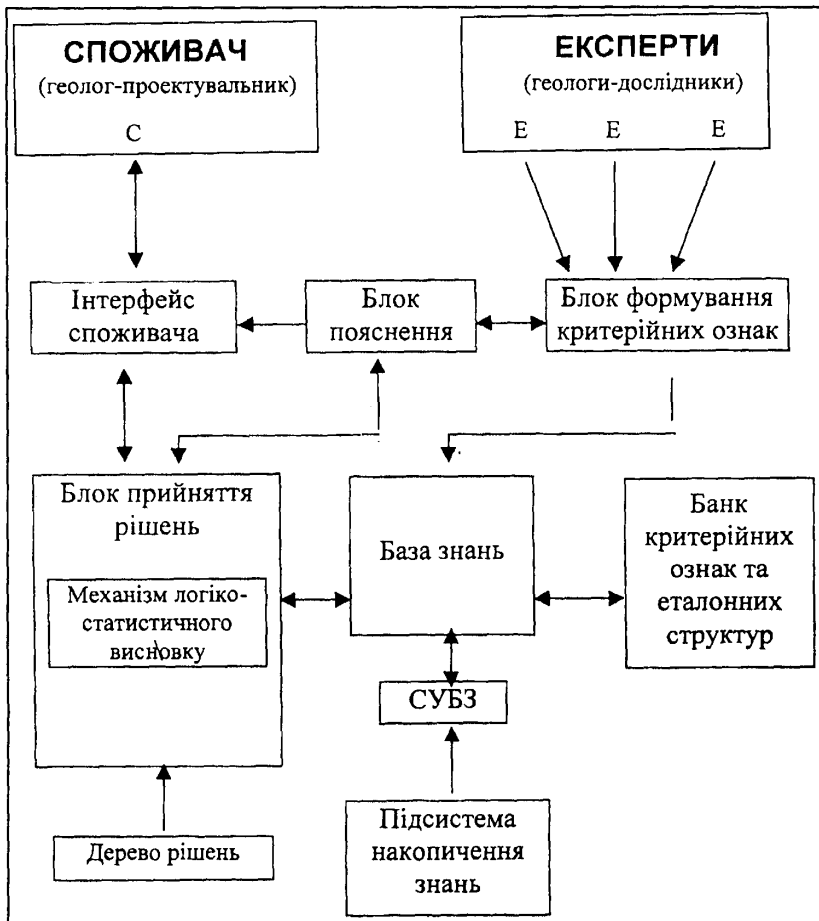 СПОЖИВАЧ
(геолог-проектувальник)
С
ЕКСПЕРТИ
(геологи-дослідники)
Е Е Е
Інтерфейс
споживача
Блок
пояснення
Блок формування
критерійних ознак
Блок прийняття
рішень
Механізм логіко-
статистичного
висновку
База знань
Банк
критерійних
ознак та
еталонних
структур
СУБЗ
Дерево рішень
Підсистема
накопичення
знань